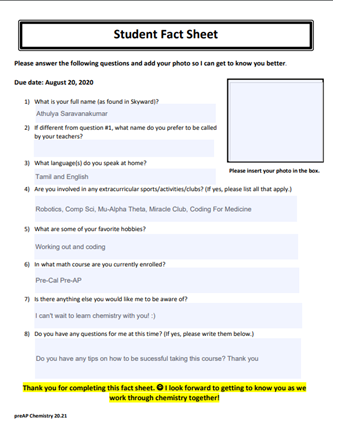 Student Fact Sheet
Please answer the following questions and add your photo so I can get to know you better.
Due date: August 20, 2020
1) What is your full name (as found in Skyward)?
Athulya Saravanakumar
2) If different from question #1, what name do you prefer to be called
by your teachers?
3) What language(s) do you speak at home?
Tamil and English
Please insert your photo in the box.
4) Are you involved in any extracurricular sports/activities/clubs? (If yes, please list all that apply.)
Robotics, Comp Sci, Mu-Alpha Theta, Miracle Club, Coding For Medicine
5) What are some of your favorite hobbies?
Working out and coding
6) In what math course are you currently enrolled?
Pre-Cal Pre-AP
7) Is there anything else you would like me to be aware of?
I can't wait to learn chemistry with you! :)
8) Do you have any questions for me at this time? (If yes, please write them below.)
Do you have any tips on how to be sucessful taking this course? Thank you
Thank you for completing this fact sheet. ☺ I look forward to getting to know you as we
work through chemistry together!
preAP Chemistry 20.21